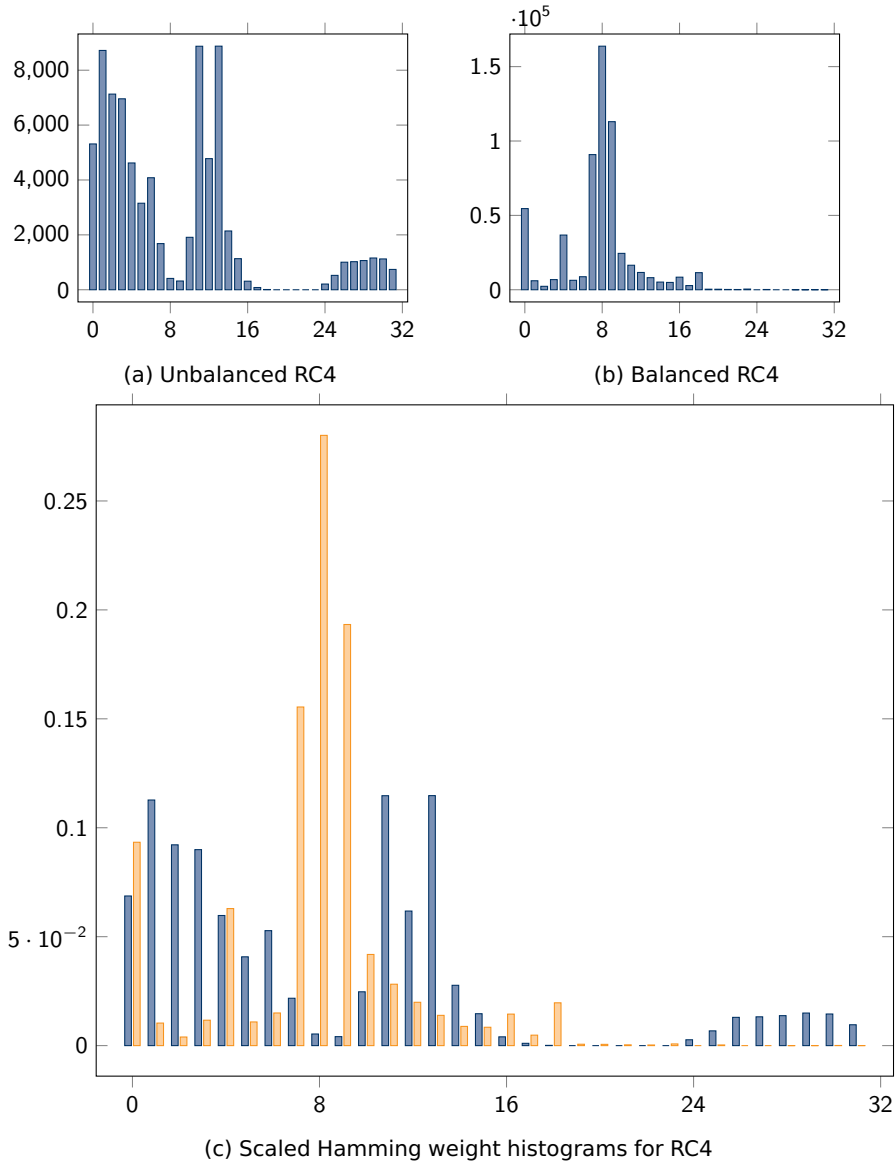 8,000
6,000
4,000
2,000
0
0 8 16 24 32
(a) Unbalanced RC4
·10⁵
1.5
1
0.5
0
0 8 16 24 32
(b) Balanced RC4
0.25
0.2
0.15
0.1
5 · 10⁻²
0
0 8 16 24 32
(c) Scaled Hamming weight histograms for RC4